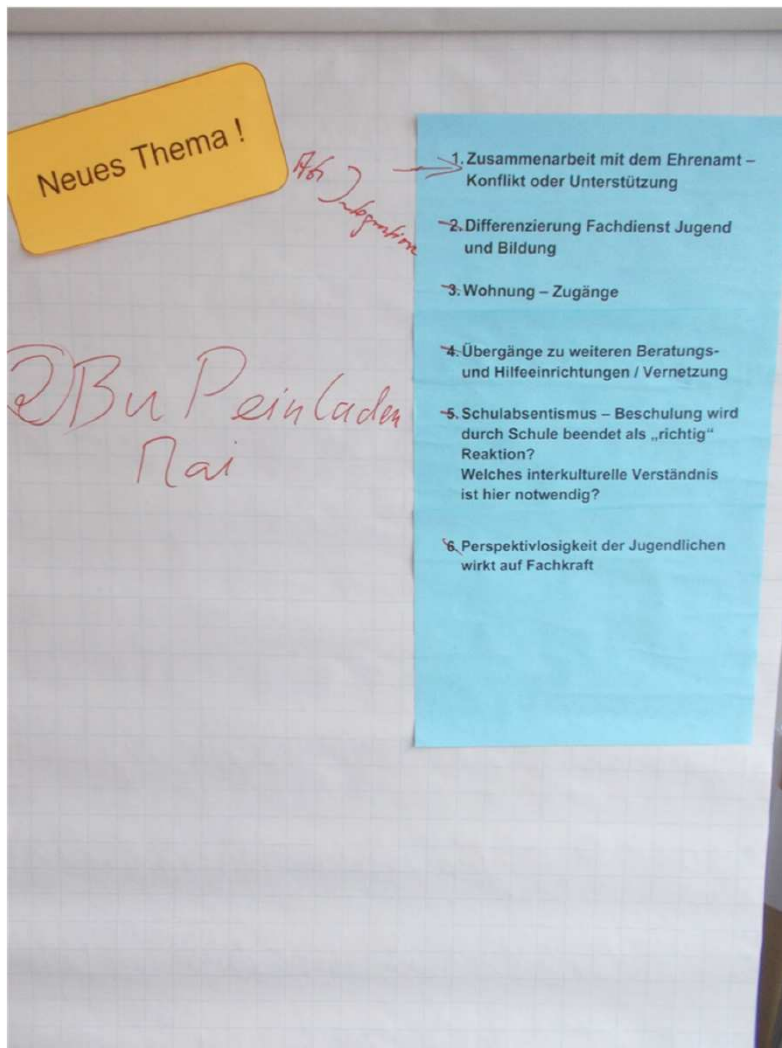 Neues Thema !
Integration
1. Zusammenarbeit mit dem Ehrenamt –
Konflikt oder Unterstützung
2. Differenzierung Fachdienst Jugend
und Bildung
3. Wohnung – Zugänge
4. Übergänge zu weiteren Beratungs-
und Hilfeeinrichtungen / Vernetzung
5. Schulabsentismus – Beschulung wird
durch Schule beendet als „richtig“
Reaktion?
Welches interkulturelle Verständnis
ist hier notwendig?
6. Perspektivlosigkeit der Jugendlichen
wirkt auf Fachkraft
BuP einladen
Mai